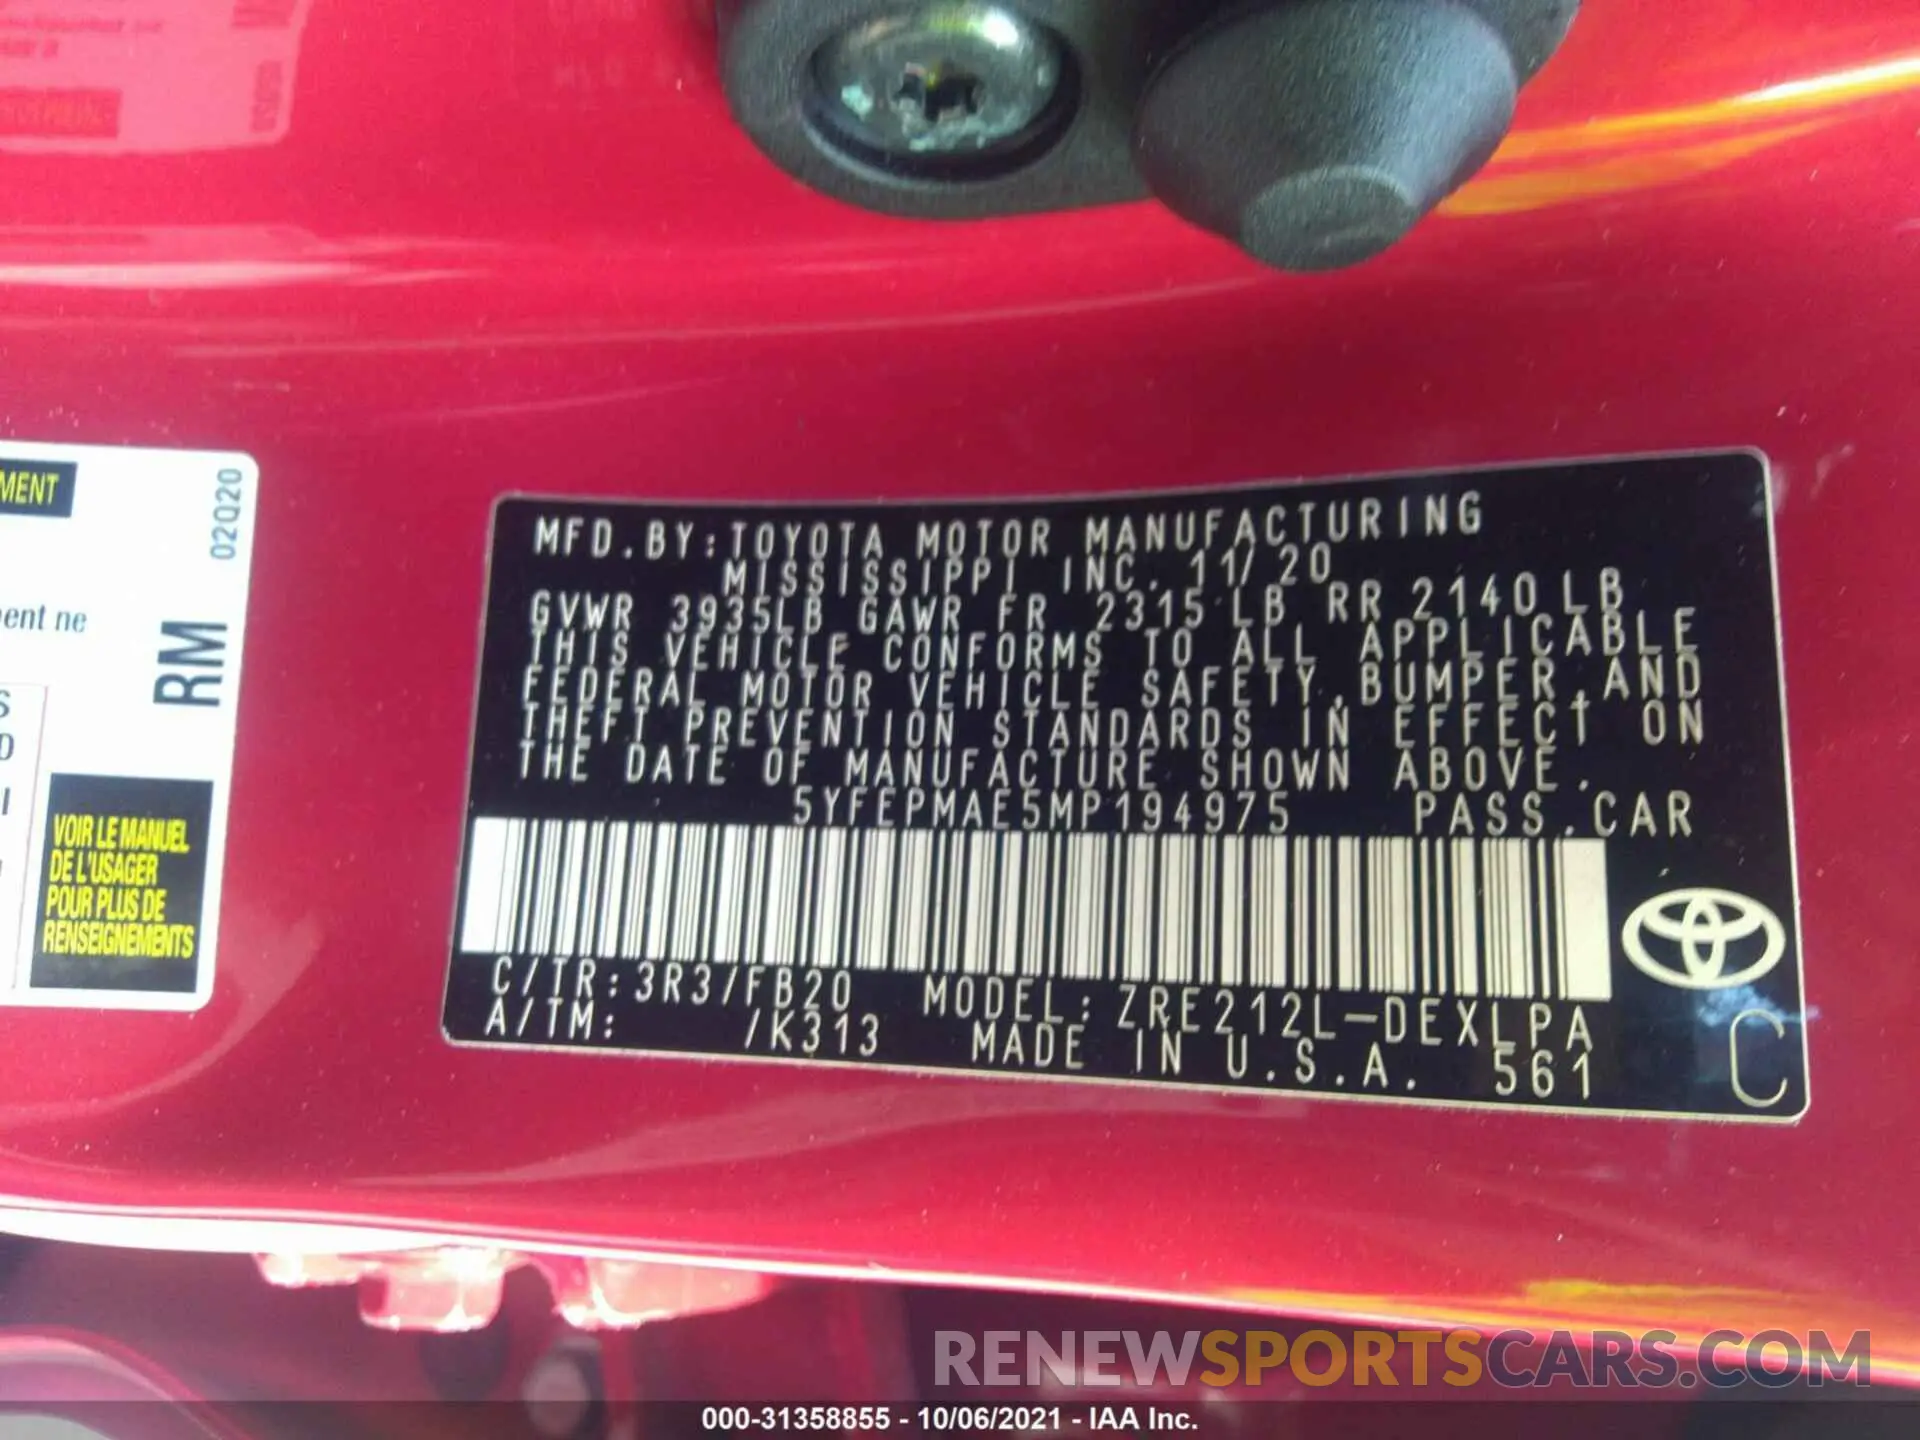 MENT
02Q20
ent ne
RM
S
D
I
VOIR LE MANUEL
DE L'USAGER
POUR PLUS DE
RENSEIGNEMENTS
MFD.BY:TOYOTA MOTOR MANUFACTURING
MISSISSIPPI INC. 11/20
GVWR 3935LB GAWR FR 2315 LB RR 2140 LB
THIS VEHICLE CONFORMS TO ALL APPLICABLE
FEDERAL MOTOR VEHICLE SAFETY,BUMPER,AND
THEFT PREVENTION STANDARDS IN EFFECT ON
THE DATE OF MANUFACTURE SHOWN ABOVE.
5YFEPMAE5MP194975 PASS.CAR
C/TR:3R3/FB20 MODEL:ZRE212L-DEXLPA
A/TM: /K313 MADE IN U.S.A. 561
C
RENEWSPORTSCARS.COM
000-31358855 - 10/06/2021 - IAA Inc.